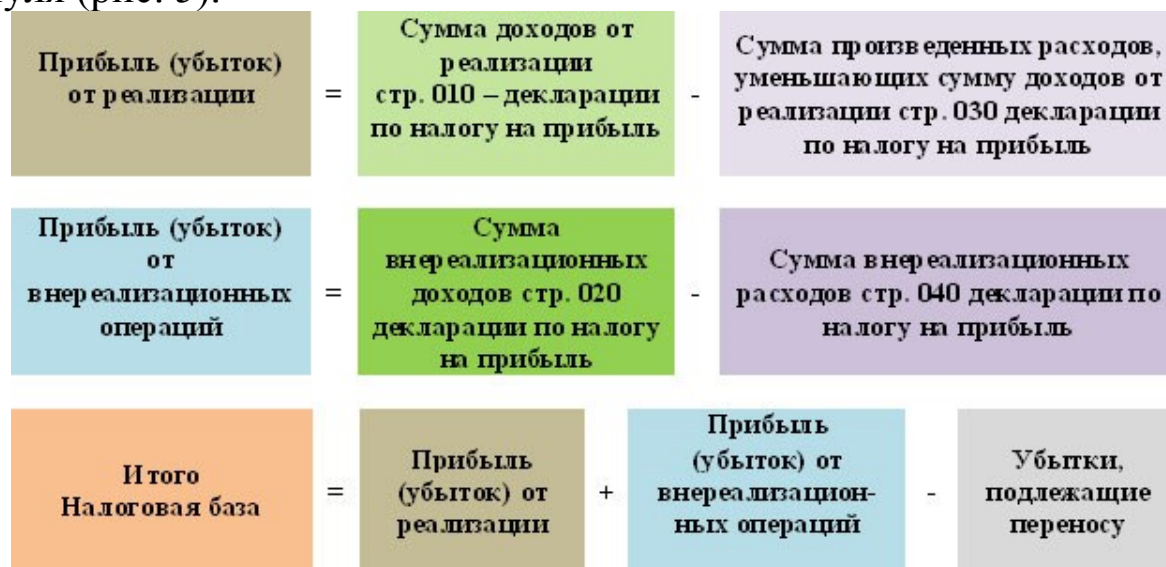 (рис. 3).
Прибыль (убыток)
от реализации
=
Сумма доходов от
реализации
стр. 010 – декларации
по налогу на прибыль
-
Сумма произведенных расходов,
уменьшающих сумму доходов от
реализации стр. 030 декларации
по налогу на прибыль
Прибыль (убыток)
от
внереализационных
операций
=
Сумма
внереализационных
доходов стр. 020
декларации по налогу
на прибыль
-
Сумма внереализационных
расходов стр. 040 декларации по
налогу на прибыль
Итого
Налоговая база
=
Прибыль
(убыток) от
реализации
+
Прибыль
(убыток) от
внереализацион-
ных операций
-
Убытки,
подлежащие
переносу